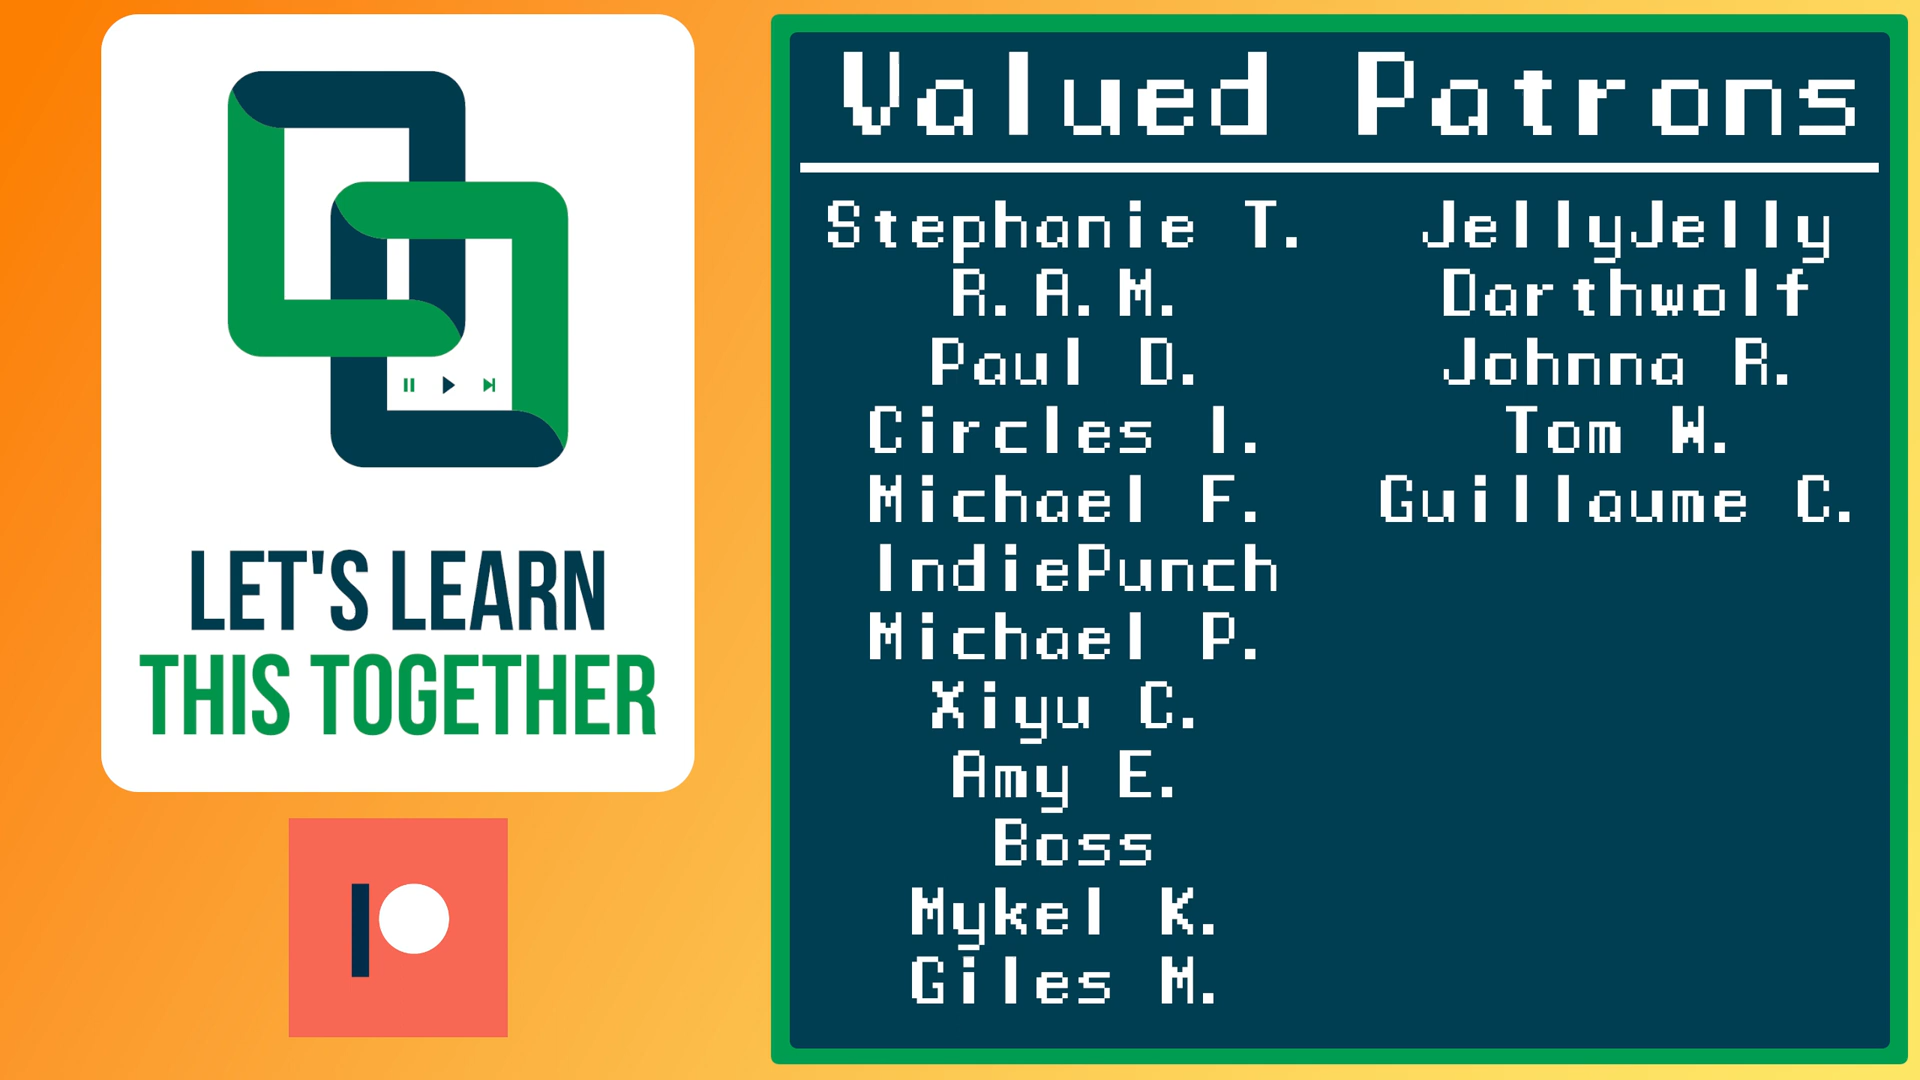 LET'S LEARN
THIS TOGETHER
Valued Patrons
Stephanie T.
R.A.M.
Paul D.
Circles I.
Michael F.
IndiePunch
Michael P.
Xiyu C.
Amy E.
Boss
Mykel K.
Giles M.
JellyJelly
Darthwolf
Johnna R.
Tom W.
Guillaume C.